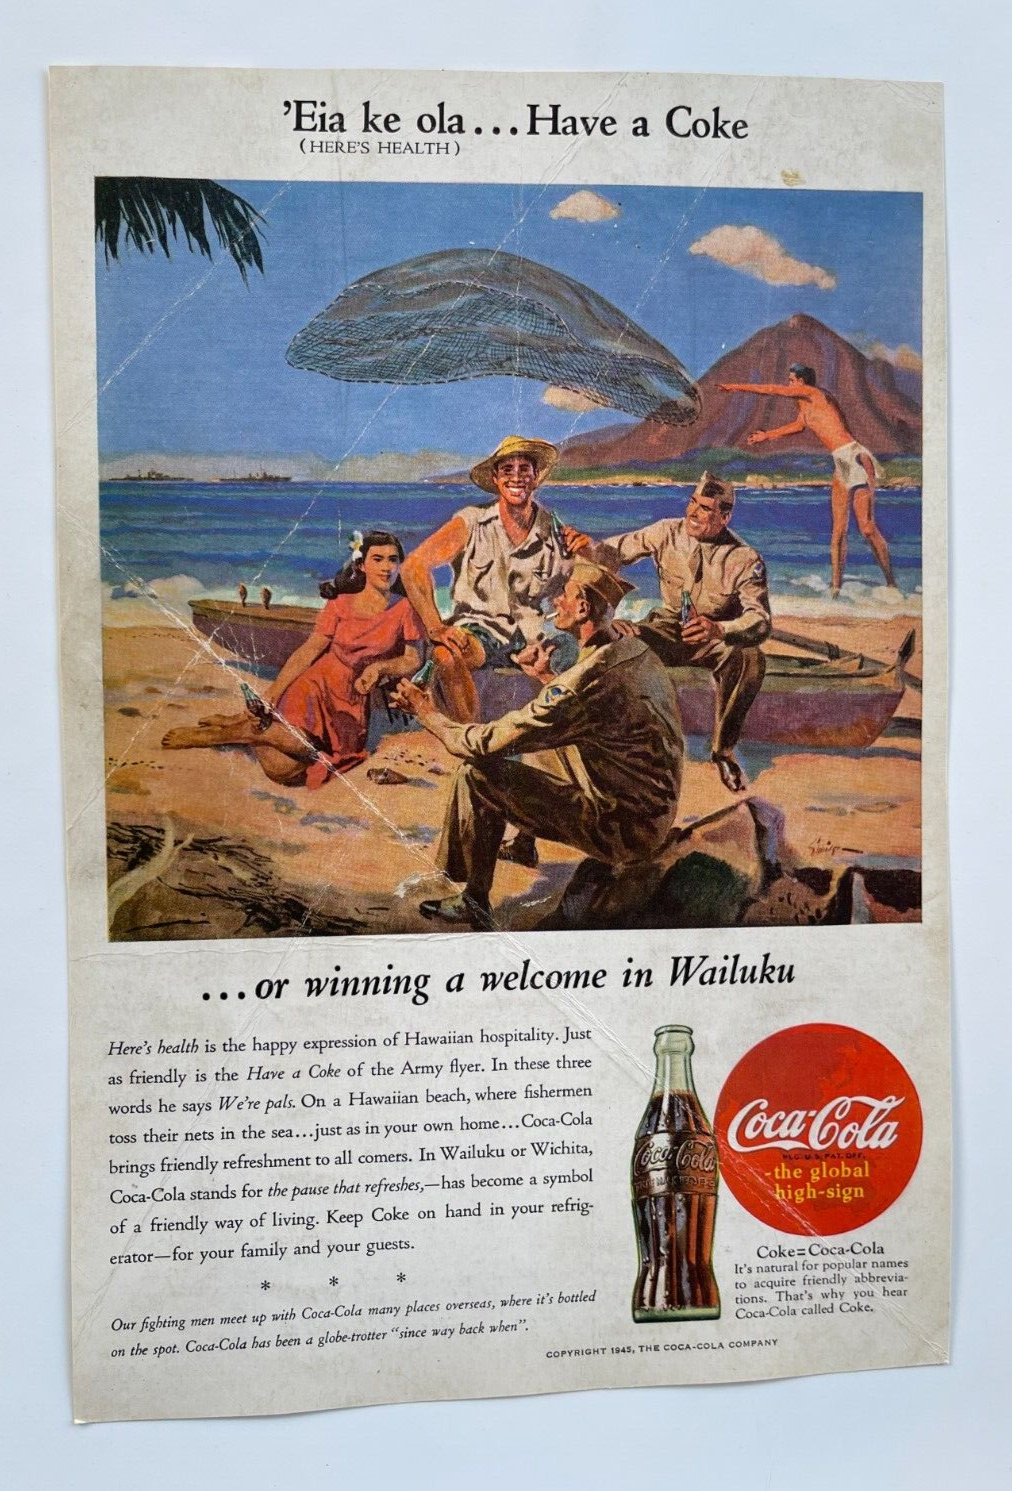 'Eia ke ola...Have a Coke
(HERE'S HEALTH)
...or winning a welcome in Wailuku
Here's health is the happy expression of Hawaiian hospitality. Just
as friendly is the Have a Coke of the Army flyer. In these three
words he says We're pals. On a Hawaiian beach, where fishermen
toss their nets in the sea...just as in your own home...Coca-Cola
brings friendly refreshment to all comers. In Wailuku or Wichita,
Coca-Cola stands for the pause that refreshes,—has become a symbol
of a friendly way of living. Keep Coke on hand in your refrig-
erator—for your family and your guests.
* * *
Our fighting men meet up with Coca-Cola many places overseas, where it's bottled
on the spot. Coca-Cola has been a globe-trotter "since way back when".
Coca-Cola
Coca-Cola
REG. U.S. PAT. OFF.
-the global
high-sign
Coke=Coca-Cola
It's natural for popular names
to acquire friendly abbrevia-
tions. That's why you hear
Coca-Cola called Coke.
COPYRIGHT 1945, THE COCA-COLA COMPANY